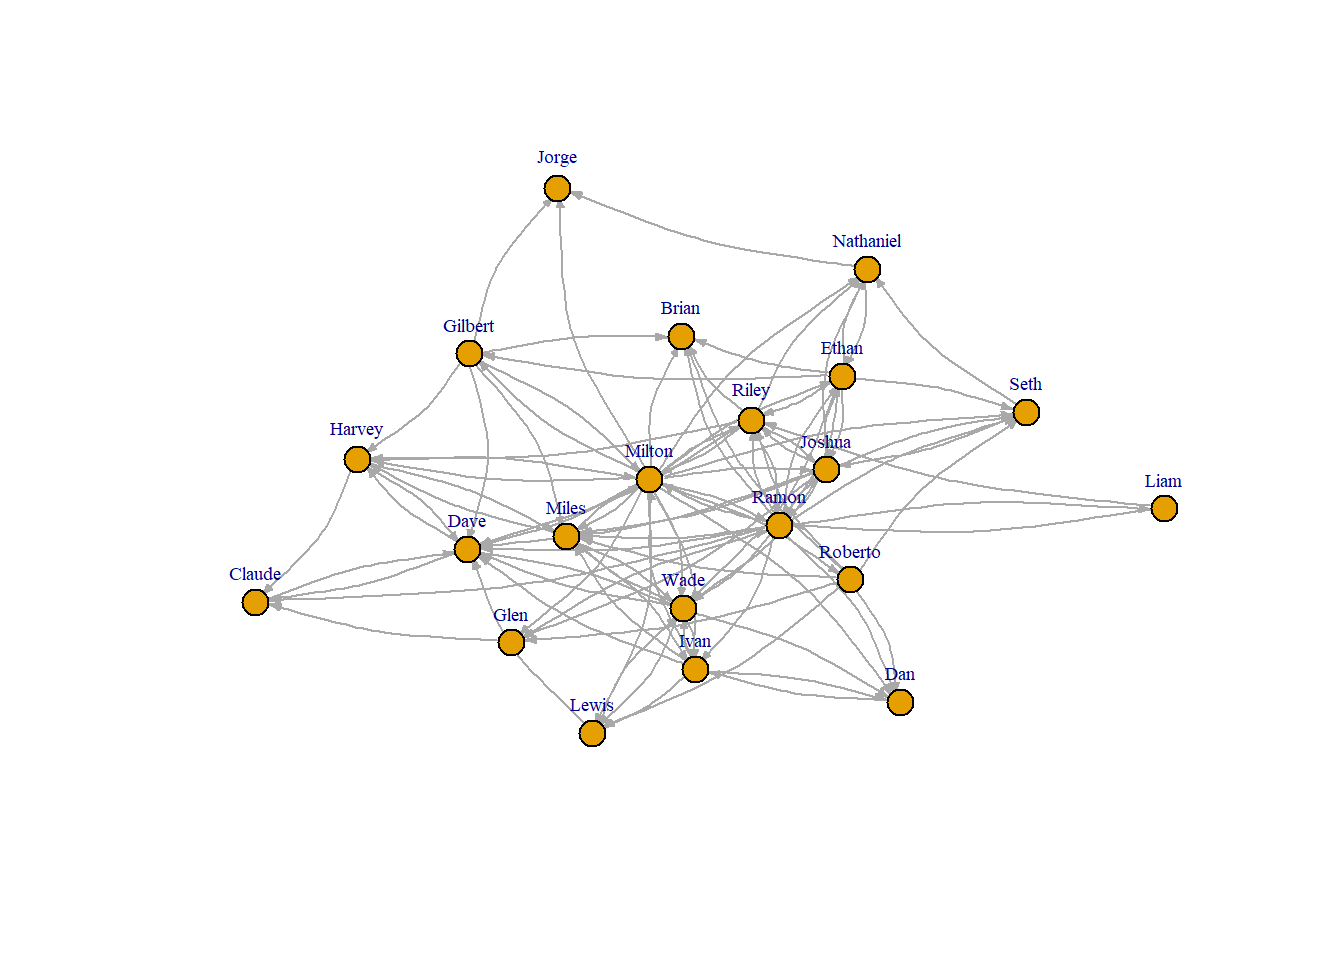 Jorge
Nathaniel
Brian
Gilbert
Ethan
Seth
Riley
Harvey
Joshua
Milton
Liam
Ramon
Miles
Dave
Roberto
Claude
Wade
Glen
Ivan
Dan
Lewis